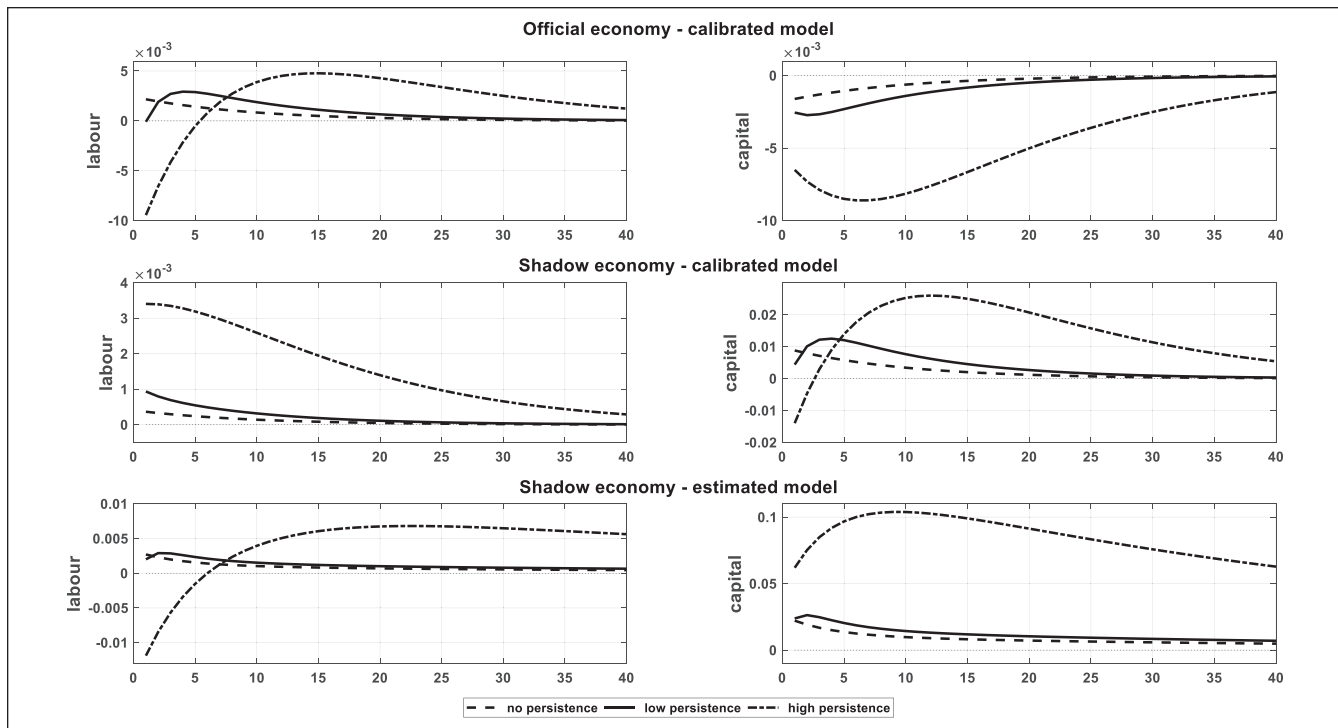 Official economy - calibrated model
×10⁻³
5
0
-5
-10
labour
0 5 10 15 20 25 30 35 40
×10⁻³
0
-5
-10
capital
0 5 10 15 20 25 30 35 40
Shadow economy - calibrated model
×10⁻³
4
3
2
1
0
labour
0 5 10 15 20 25 30 35 40
0.02
0.01
0
-0.01
-0.02
capital
0 5 10 15 20 25 30 35 40
Shadow economy - estimated model
0.01
0.005
0
-0.005
-0.01
labour
0 5 10 15 20 25 30 35 40
0.1
0.05
0
capital
0 5 10 15 20 25 30 35 40
no persistence low persistence high persistence